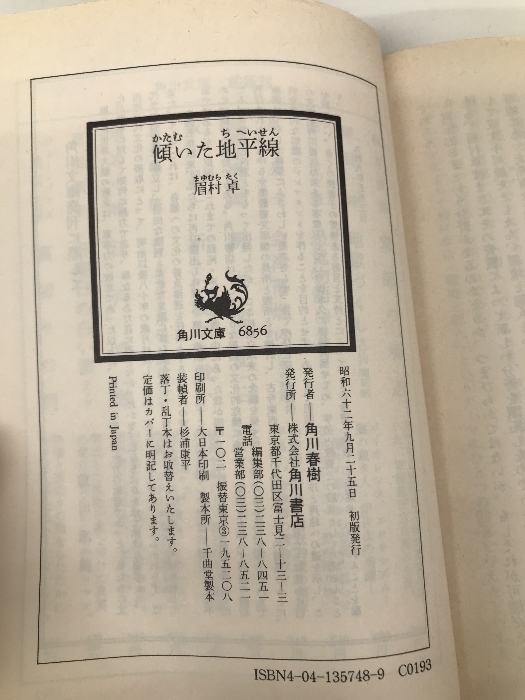 かたむ ち へいせん
傾いた地平線
まゆむら たく
眉村 卓
角川文庫 6856
昭和六十二年九月二十五日 初版発行
発行者——角川春樹
発行所——株式会社角川書店
東京都千代田区富士見二—十三—三
編集部(〇三)二三八—八四五一
電話
営業部(〇三)二三八—八五二一
〒一〇二 振替東京③一九五二〇八
印刷所——大日本印刷 製本所——千曲堂製本
装幀者——杉浦康平
落丁・乱丁本はお取替えいたします。
定価はカバーに明記してあります。
Printed in Japan
ISBN4-04-135748-9 C0193